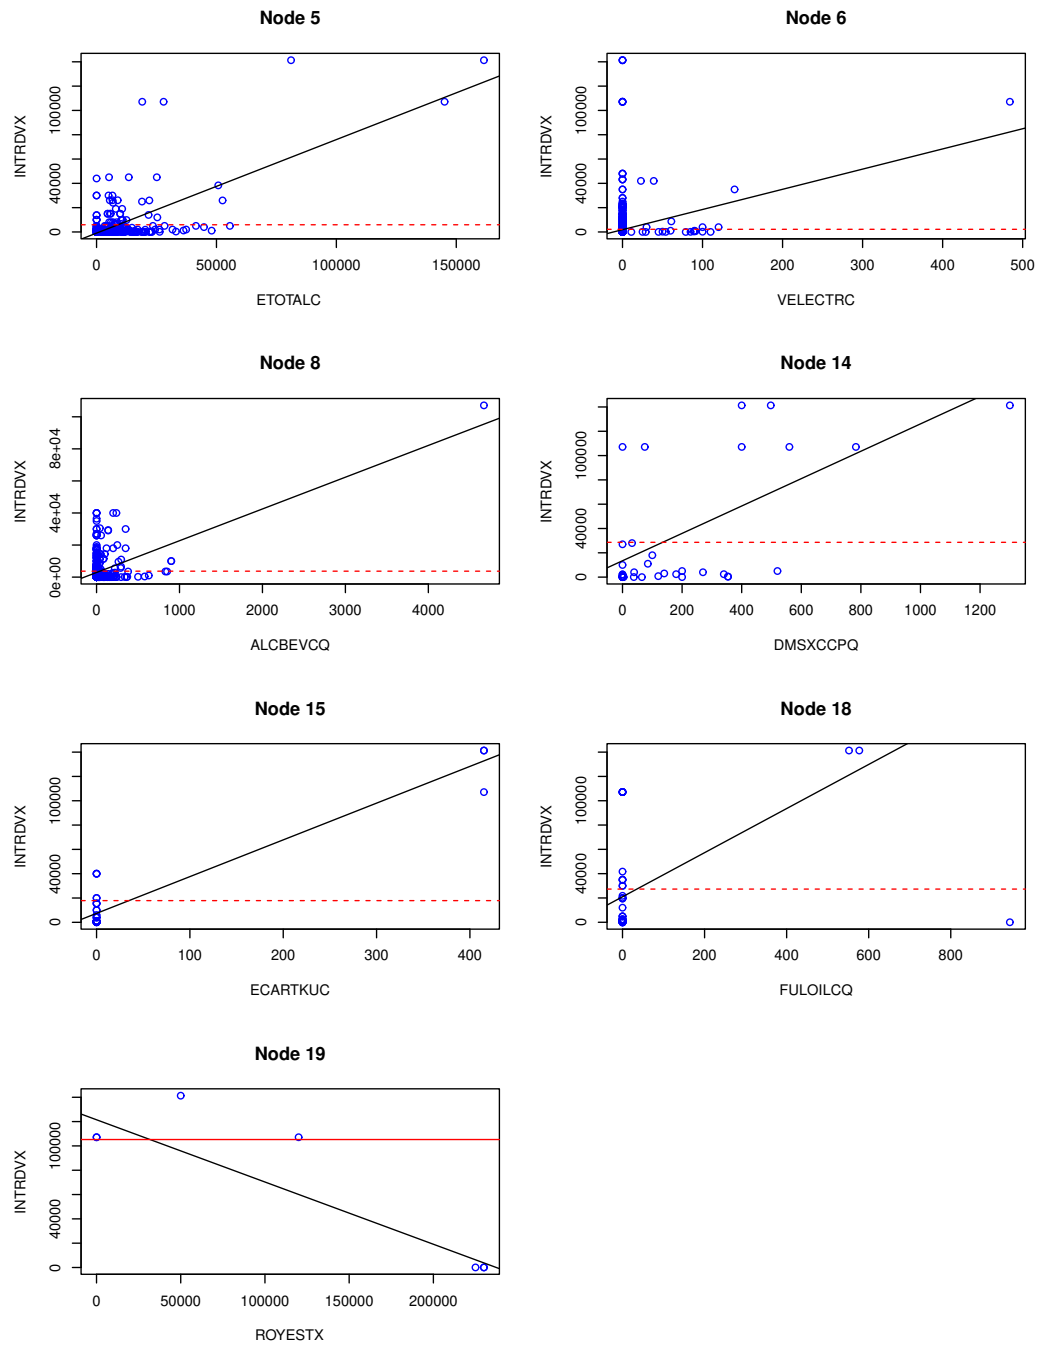 Node 5
INTRDVX
0 40000 100000
0 50000 100000 150000
ETOTALC
Node 6
INTRDVX
0 40000 100000
0 100 200 300 400 500
VELECTRC
Node 8
INTRDVX
0e+00 4e+04 8e+04
0 1000 2000 3000 4000
ALCBEVCQ
Node 14
INTRDVX
0 40000 100000
0 200 400 600 800 1000 1200
DMSXCCPQ
Node 15
INTRDVX
0 40000 100000
0 100 200 300 400
ECARTKUC
Node 18
INTRDVX
0 40000 100000
0 200 400 600 800
FULOILCQ
Node 19
INTRDVX
0 40000 100000
0 50000 100000 150000 200000
ROYESTX